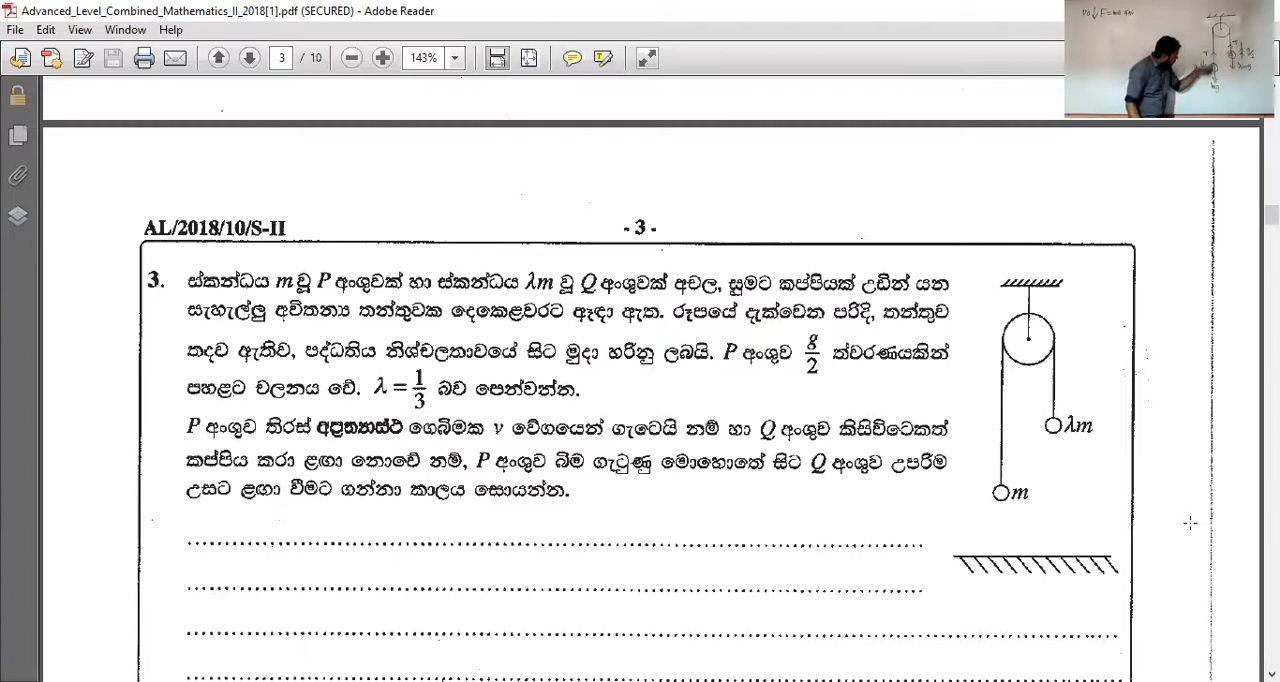 Advanced_Level_Combined_Mathematics_II_2018[1].pdf (SECURED) - Adobe Reader
File Edit View Window Help
3 / 10 143%
AL/2018/10/S-II - 3 -
3. ස්කන්ධය m වූ P අංශුවක් හා ස්කන්ධය λm වූ Q අංශුවක් අචල, සුමට කප්පියක් උඩින් යන
සැහැල්ලු අවිතන්‍ය තන්තුවක දෙකෙළවරට ඈඳා ඇත. රූපයේ දැක්වෙන පරිදි, තන්තුව
තදව ඇතිව, පද්ධතිය නිශ්චලතාවයේ සිට මුදා හරිනු ලබයි. P අංශුව g/2 ත්වරණයකින්
පහළට චලනය වේ. λ = 1/3 බව පෙන්වන්න.
P අංශුව තිරස් අප්‍රත්‍යාස්ථ ගෙබිමක v වේගයෙන් ගැටෙයි නම් හා Q අංශුව කිසිවිටෙකත්
කප්පිය කරා ළඟා නොවේ නම්, P අංශුව බිම ගැටුණු මොහොතේ සිට Q අංශුව උපරිම
උසට ළඟා වීමට ගන්නා කාලය සොයන්න.
λm
m